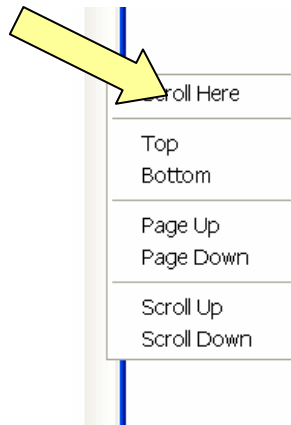 Scroll Here
Top
Bottom
Page Up
Page Down
Scroll Up
Scroll Down